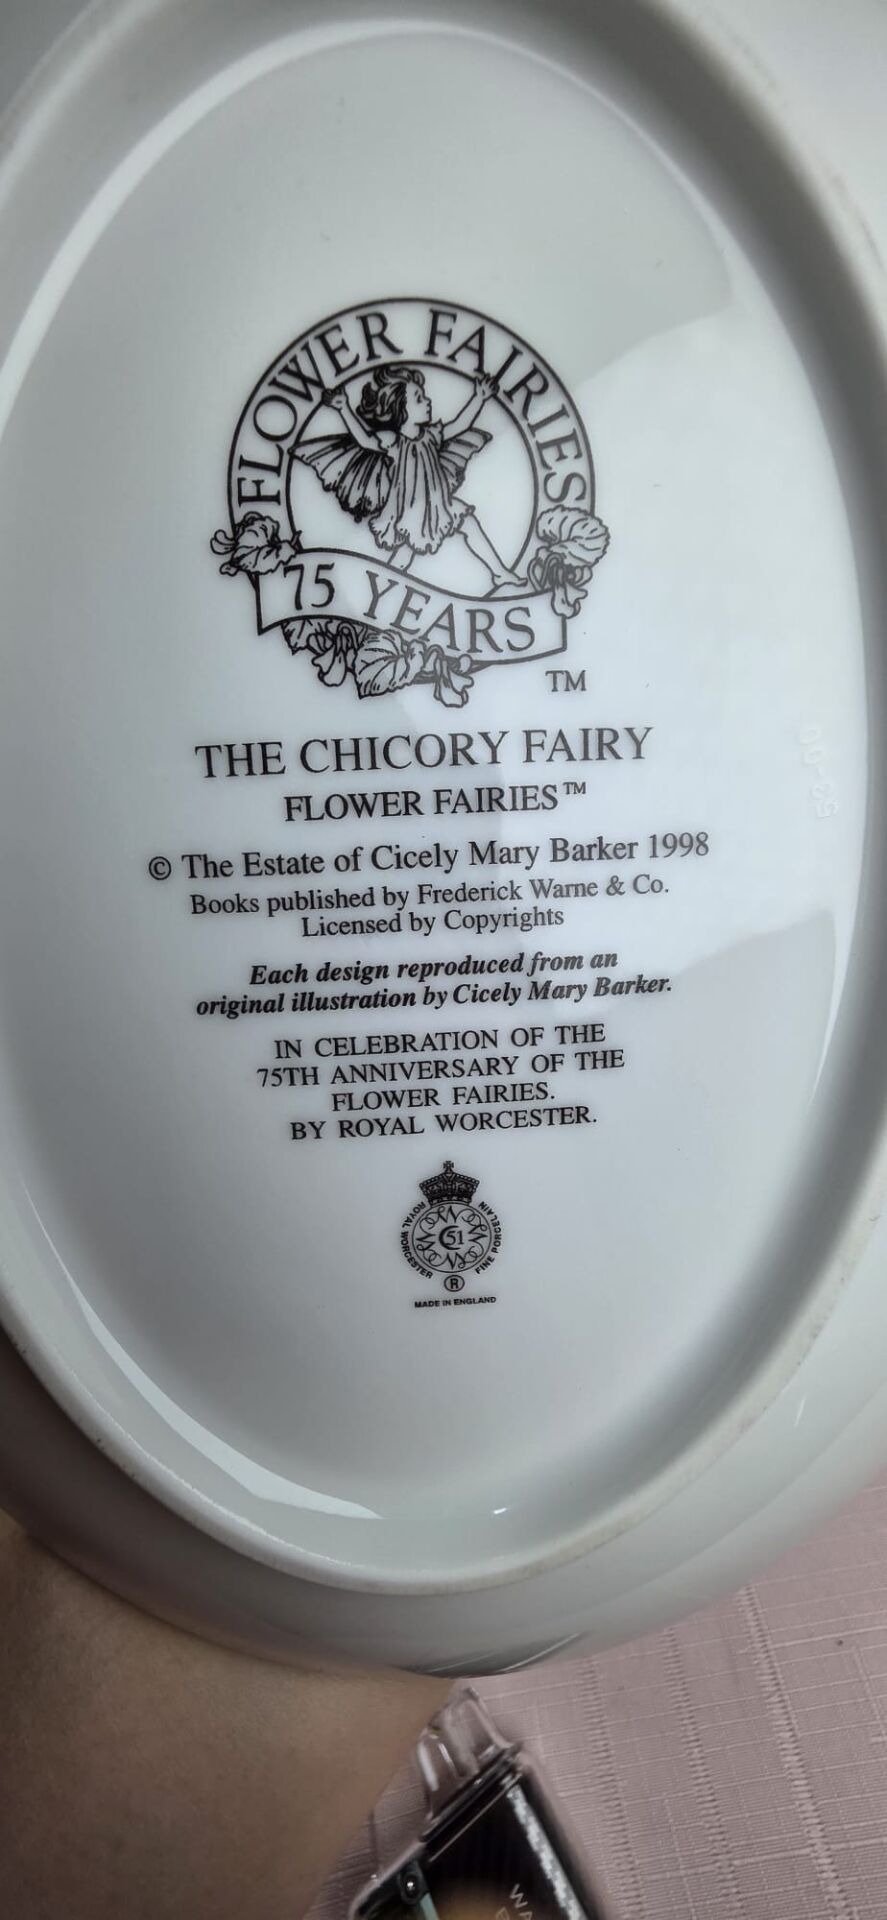 FLOWER FAIRIES
75 YEARS
TM
THE CHICORY FAIRY
FLOWER FAIRIES™
© The Estate of Cicely Mary Barker 1998
Books published by Frederick Warne & Co.
Licensed by Copyrights
Each design reproduced from an
original illustration by Cicely Mary Barker.
IN CELEBRATION OF THE
75TH ANNIVERSARY OF THE
FLOWER FAIRIES.
BY ROYAL WORCESTER.
ROYAL WORCESTER
FINE PORCELAIN
51
®
MADE IN ENGLAND